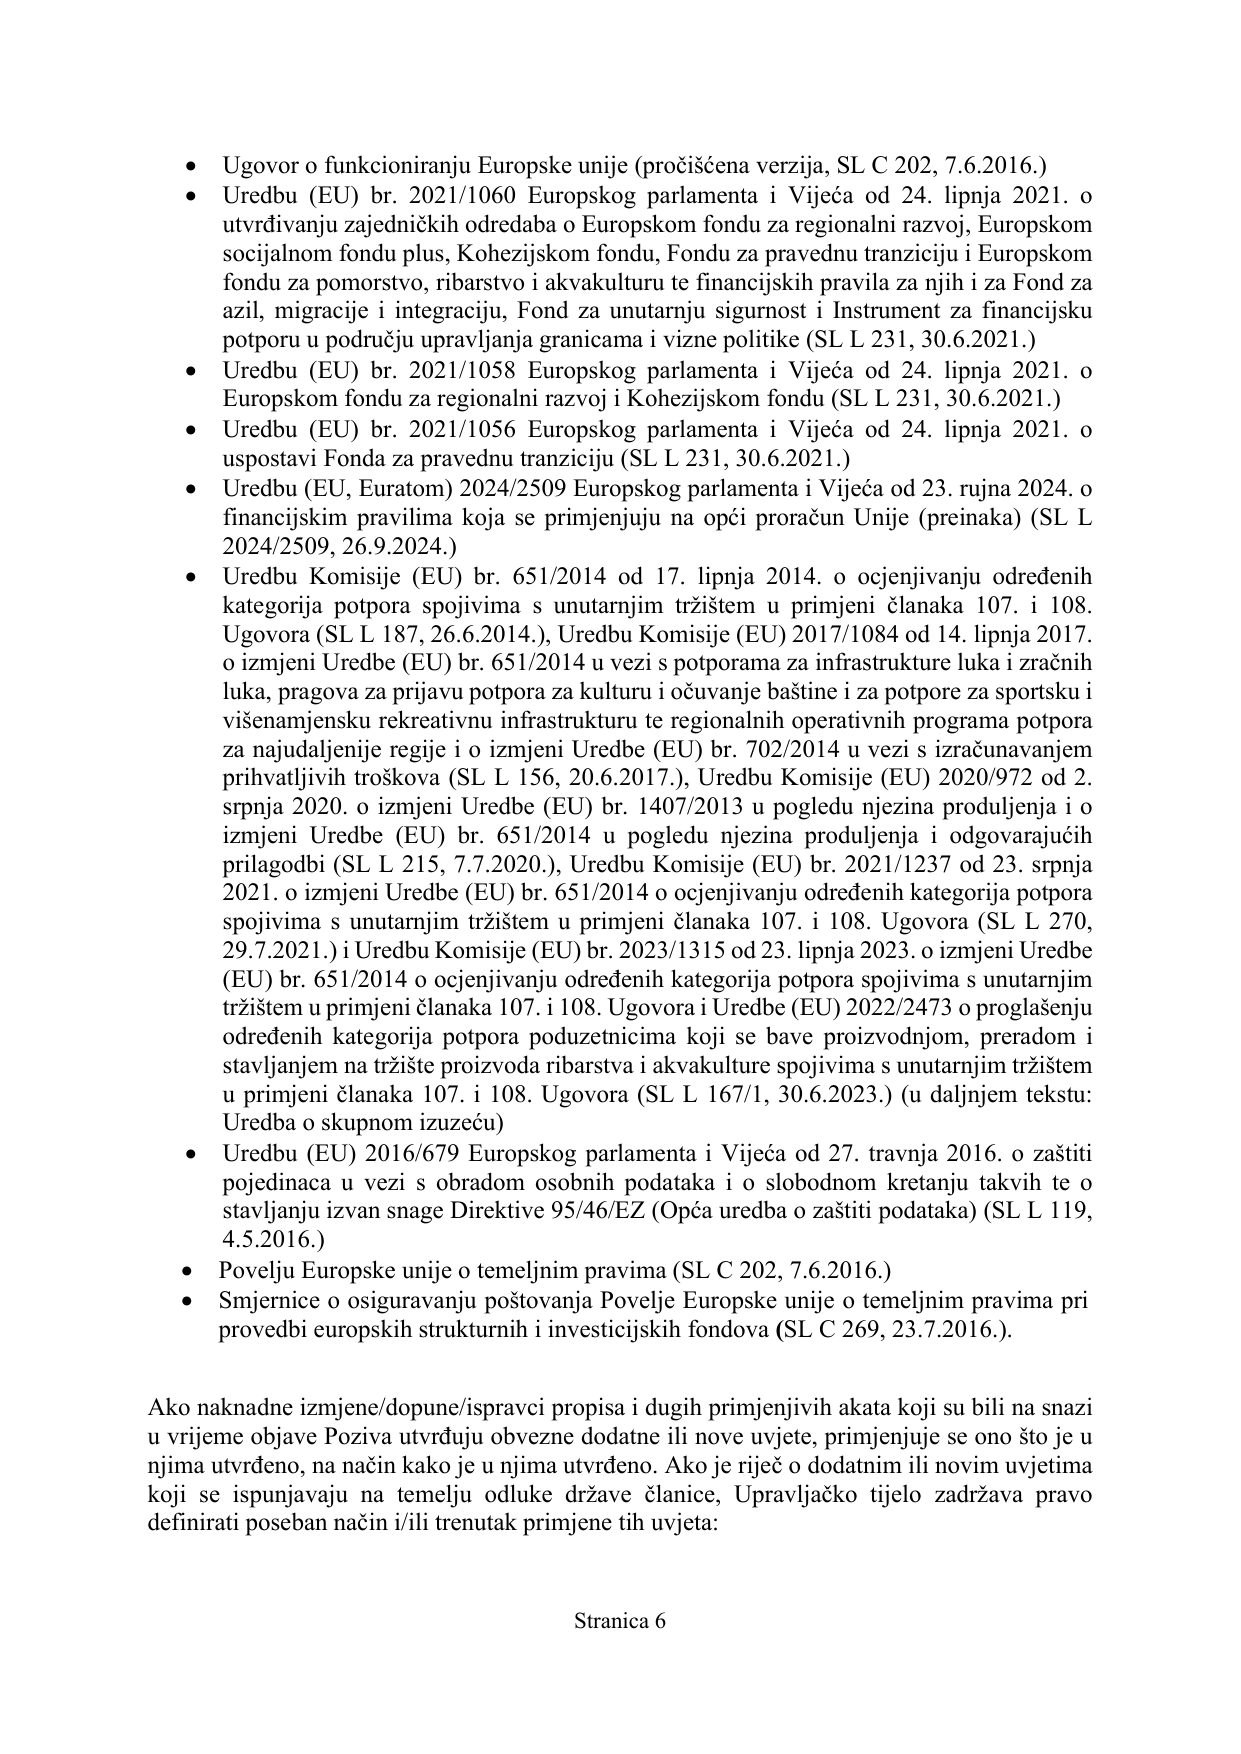 • Ugovor o funkcioniranju Europske unije (pročišćena verzija, SL C 202, 7.6.2016.)
• Uredbu (EU) br. 2021/1060 Europskog parlamenta i Vijeća od 24. lipnja 2021. o
utvrđivanju zajedničkih odredaba o Europskom fondu za regionalni razvoj, Europskom
socijalnom fondu plus, Kohezijskom fondu, Fondu za pravednu tranziciju i Europskom
fondu za pomorstvo, ribarstvo i akvakulturu te financijskih pravila za njih i za Fond za
azil, migracije i integraciju, Fond za unutarnju sigurnost i Instrument za financijsku
potporu u području upravljanja granicama i vizne politike (SL L 231, 30.6.2021.)
• Uredbu (EU) br. 2021/1058 Europskog parlamenta i Vijeća od 24. lipnja 2021. o
Europskom fondu za regionalni razvoj i Kohezijskom fondu (SL L 231, 30.6.2021.)
• Uredbu (EU) br. 2021/1056 Europskog parlamenta i Vijeća od 24. lipnja 2021. o
uspostavi Fonda za pravednu tranziciju (SL L 231, 30.6.2021.)
• Uredbu (EU, Euratom) 2024/2509 Europskog parlamenta i Vijeća od 23. rujna 2024. o
financijskim pravilima koja se primjenjuju na opći proračun Unije (preinaka) (SL L
2024/2509, 26.9.2024.)
• Uredbu Komisije (EU) br. 651/2014 od 17. lipnja 2014. o ocjenjivanju određenih
kategorija potpora spojivima s unutarnjim tržištem u primjeni članaka 107. i 108.
Ugovora (SL L 187, 26.6.2014.), Uredbu Komisije (EU) 2017/1084 od 14. lipnja 2017.
o izmjeni Uredbe (EU) br. 651/2014 u vezi s potporama za infrastrukture luka i zračnih
luka, pragova za prijavu potpora za kulturu i očuvanje baštine i za potpore za sportsku i
višenamjensku rekreativnu infrastrukturu te regionalnih operativnih programa potpora
za najudaljenije regije i o izmjeni Uredbe (EU) br. 702/2014 u vezi s izračunavanjem
prihvatljivih troškova (SL L 156, 20.6.2017.), Uredbu Komisije (EU) 2020/972 od 2.
srpnja 2020. o izmjeni Uredbe (EU) br. 1407/2013 u pogledu njezina produljenja i o
izmjeni Uredbe (EU) br. 651/2014 u pogledu njezina produljenja i odgovarajućih
prilagodbi (SL L 215, 7.7.2020.), Uredbu Komisije (EU) br. 2021/1237 od 23. srpnja
2021. o izmjeni Uredbe (EU) br. 651/2014 o ocjenjivanju određenih kategorija potpora
spojivima s unutarnjim tržištem u primjeni članaka 107. i 108. Ugovora (SL L 270,
29.7.2021.) i Uredbu Komisije (EU) br. 2023/1315 od 23. lipnja 2023. o izmjeni Uredbe
(EU) br. 651/2014 o ocjenjivanju određenih kategorija potpora spojivima s unutarnjim
tržištem u primjeni članaka 107. i 108. Ugovora i Uredbe (EU) 2022/2473 o proglašenju
određenih kategorija potpora poduzetnicima koji se bave proizvodnjom, preradom i
stavljanjem na tržište proizvoda ribarstva i akvakulture spojivima s unutarnjim tržištem
u primjeni članaka 107. i 108. Ugovora (SL L 167/1, 30.6.2023.) (u daljnjem tekstu:
Uredba o skupnom izuzeću)
• Uredbu (EU) 2016/679 Europskog parlamenta i Vijeća od 27. travnja 2016. o zaštiti
pojedinaca u vezi s obradom osobnih podataka i o slobodnom kretanju takvih te o
stavljanju izvan snage Direktive 95/46/EZ (Opća uredba o zaštiti podataka) (SL L 119,
4.5.2016.)
• Povelju Europske unije o temeljnim pravima (SL C 202, 7.6.2016.)
• Smjernice o osiguravanju poštovanja Povelje Europske unije o temeljnim pravima pri
provedbi europskih strukturnih i investicijskih fondova (SL C 269, 23.7.2016.).
Ako naknadne izmjene/dopune/ispravci propisa i dugih primjenjivih akata koji su bili na snazi
u vrijeme objave Poziva utvrđuju obvezne dodatne ili nove uvjete, primjenjuje se ono što je u
njima utvrđeno, na način kako je u njima utvrđeno. Ako je riječ o dodatnim ili novim uvjetima
koji se ispunjavaju na temelju odluke države članice, Upravljačko tijelo zadržava pravo
definirati poseban način i/ili trenutak primjene tih uvjeta:
Stranica 6